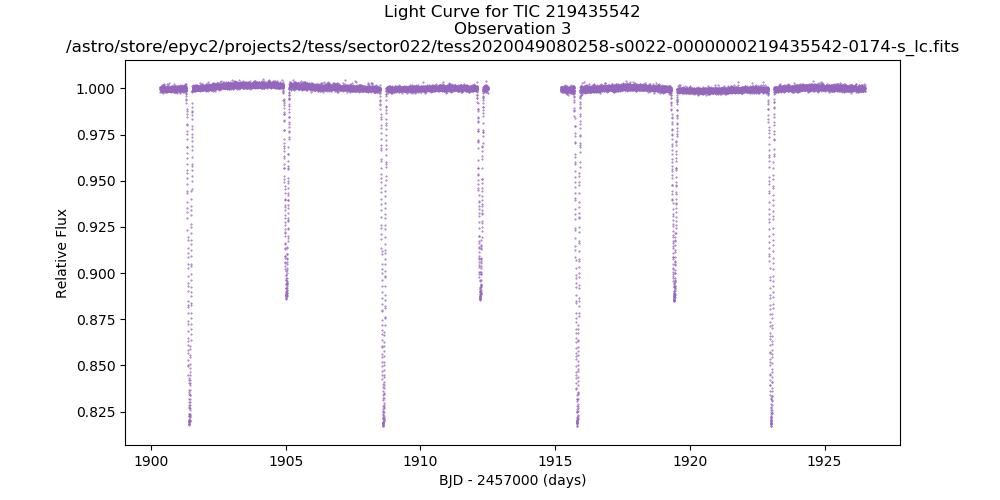 Light Curve for TIC 219435542
Observation 3
/astro/store/epyc2/projects2/tess/sector022/tess2020049080258-s0022-0000000219435542-0174-s_lc.fits
1.000
0.975
0.950
0.925
0.900
0.875
0.850
0.825
Relative Flux
1900
1905
1910
1915
1920
1925
BJD - 2457000 (days)